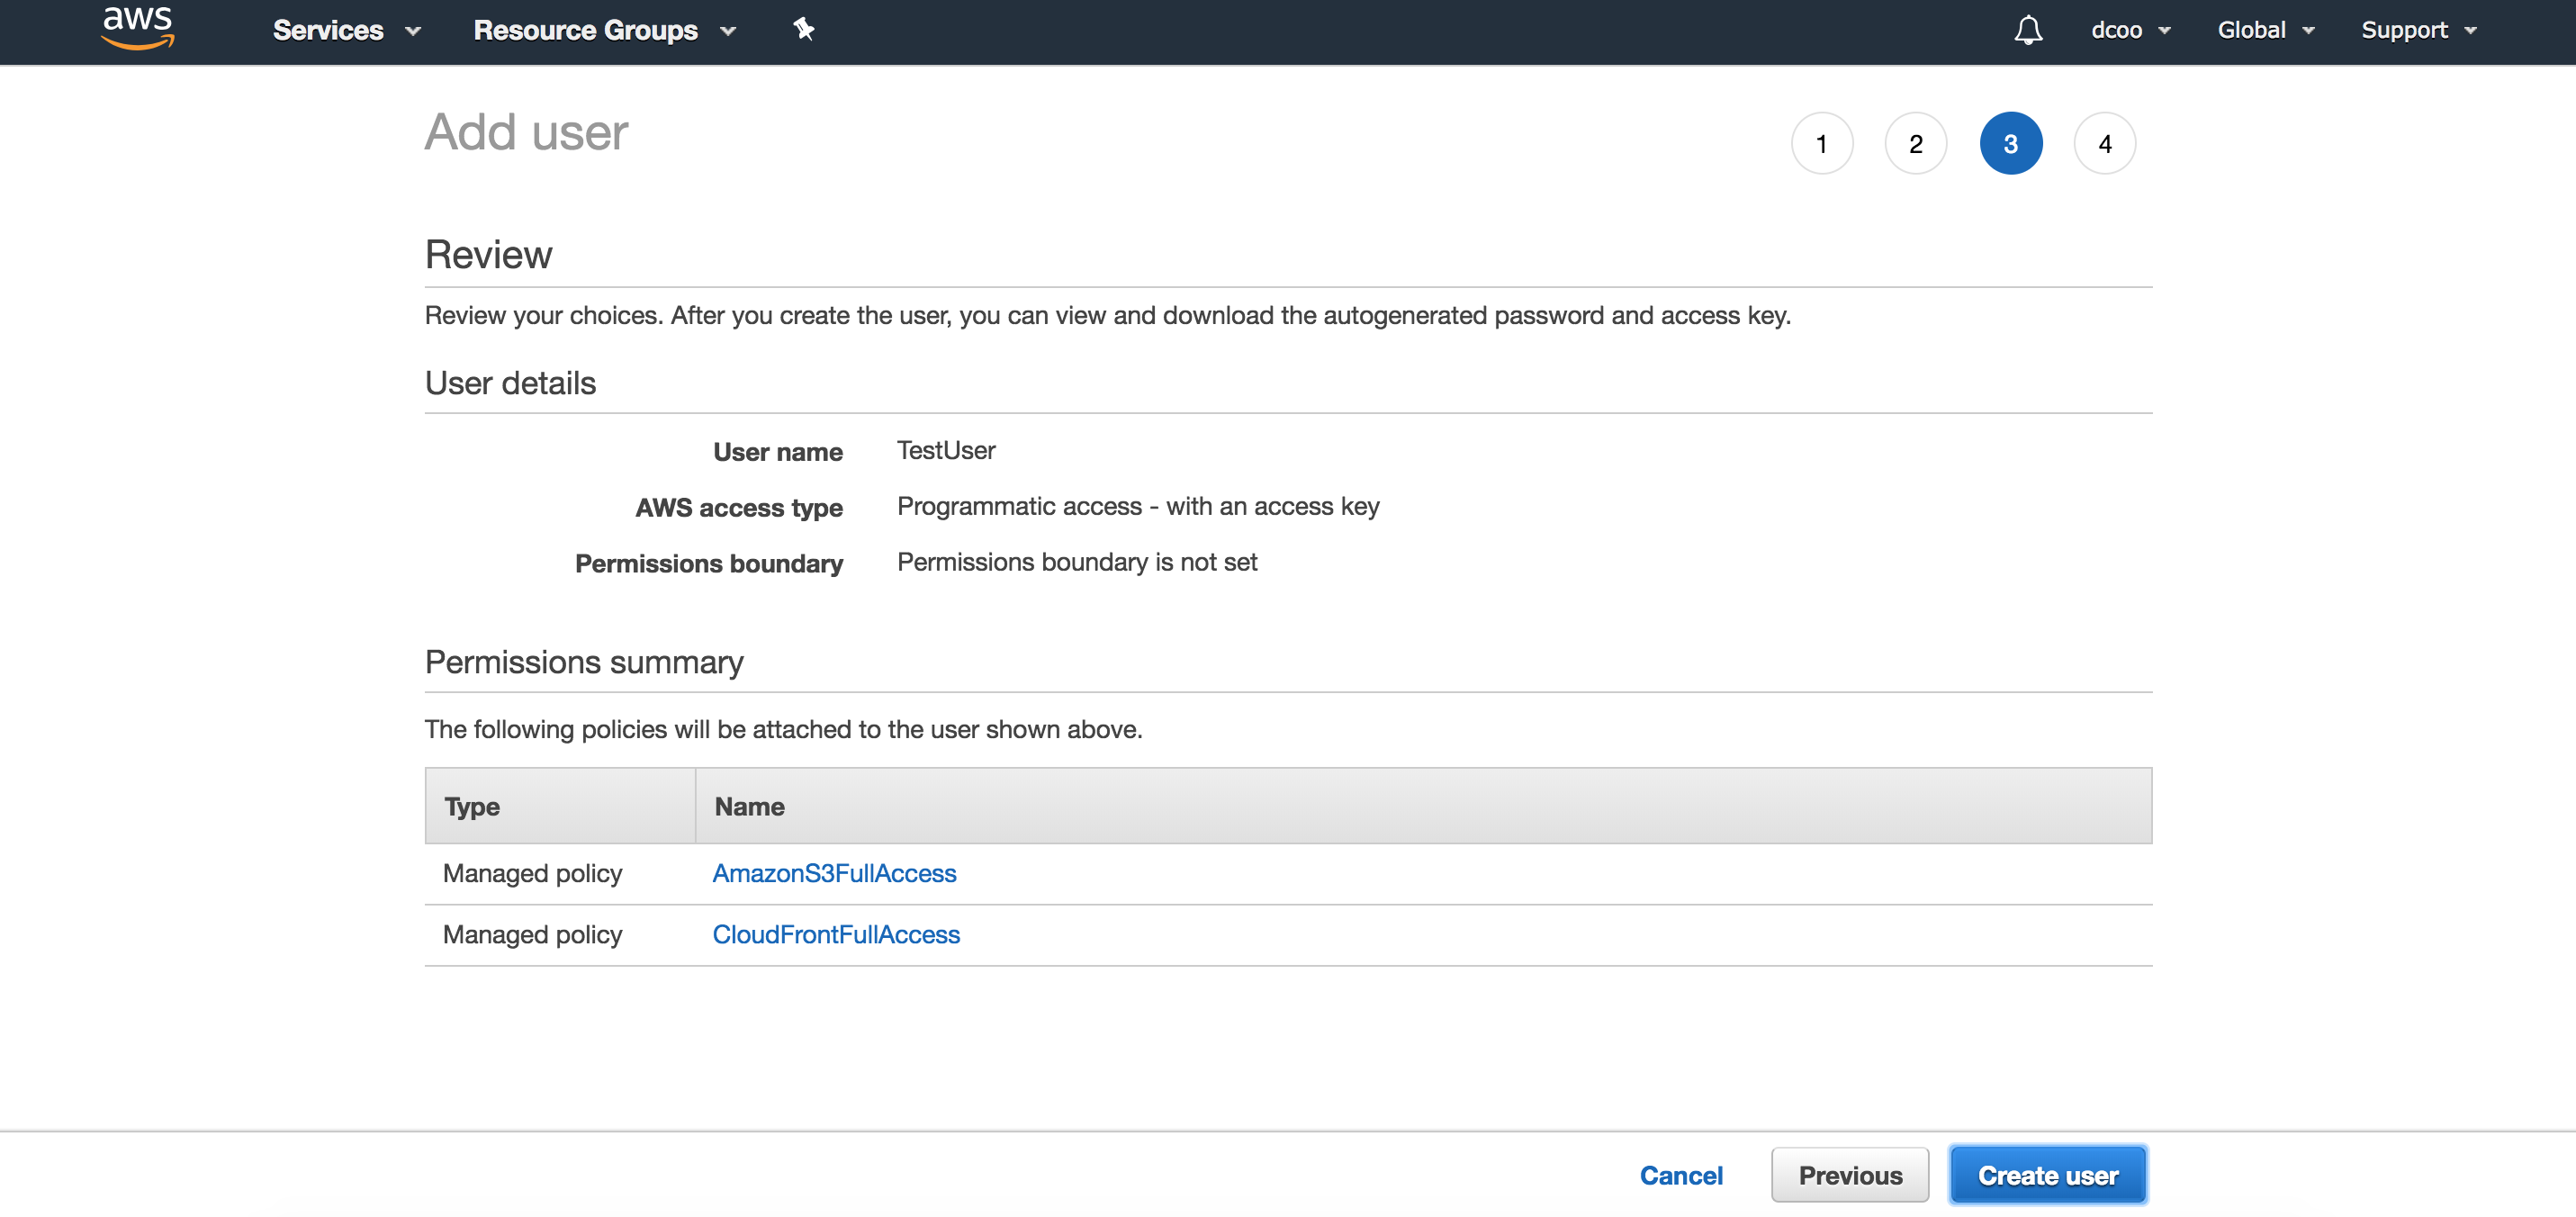 aws Services Resource Groups dcoo Global Support
Add user 1 2 3 4
Review
Review your choices. After you create the user, you can view and download the autogenerated password and access key.
User details
User name TestUser
AWS access type Programmatic access - with an access key
Permissions boundary Permissions boundary is not set
Permissions summary
The following policies will be attached to the user shown above.
Type Name
Managed policy AmazonS3FullAccess
Managed policy CloudFrontFullAccess
Cancel Previous Create user